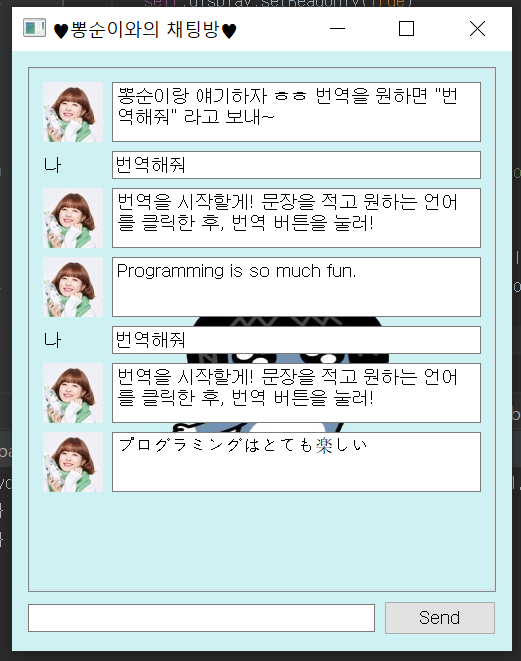 self.display.setReadOnly(True)
♥뽕순이와의 채팅방♥
뽕순이랑 얘기하자 ㅎㅎ 번역을 원하면 "번
역해줘" 라고 보내~
나
번역해줘
번역을 시작할게! 문장을 적고 원하는 언어
를 클릭한 후, 번역 버튼을 눌러!
Programming is so much fun.
나
번역해줘
번역을 시작할게! 문장을 적고 원하는 언어
를 클릭한 후, 번역 버튼을 눌러!
プログラミングはとても楽しい
Send